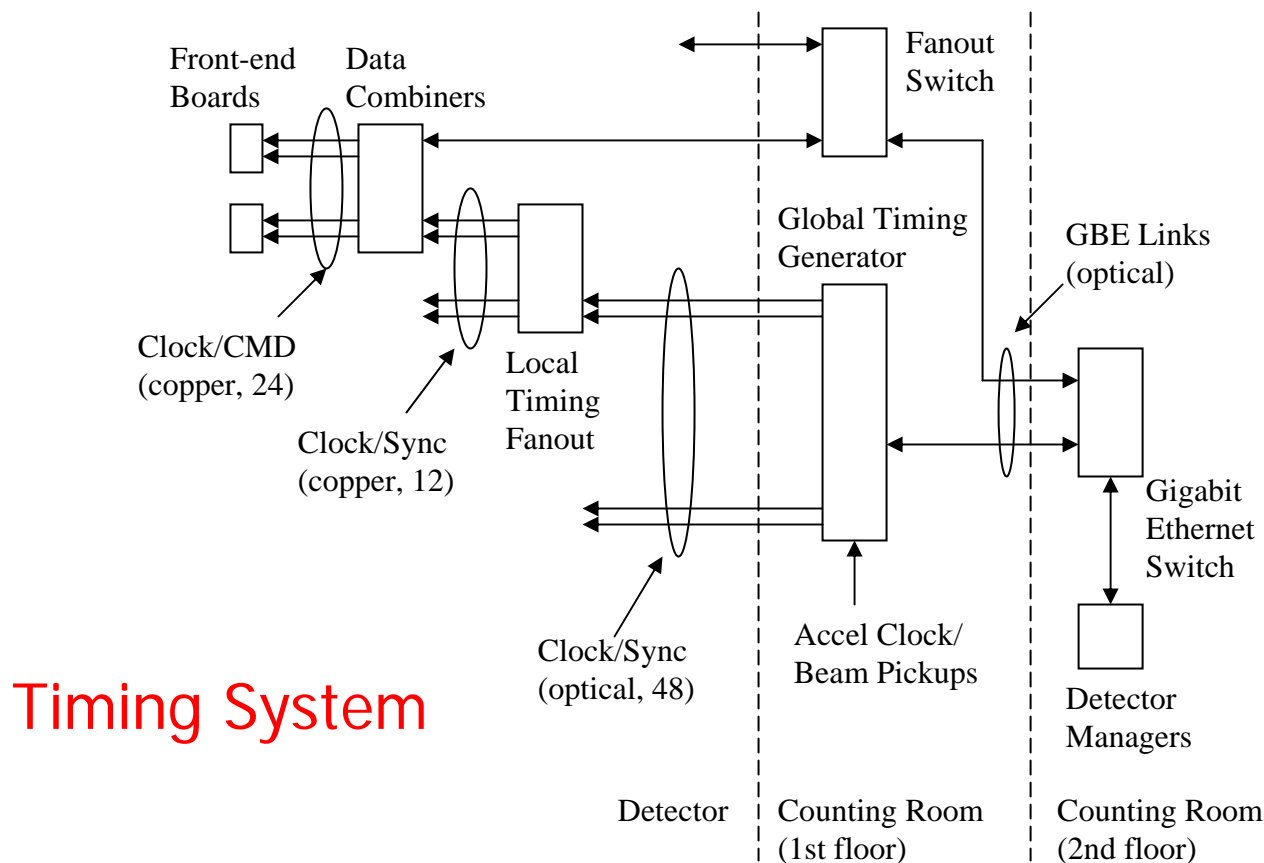 Front-end
Boards
Data
Combiners
Fanout
Switch
Global Timing
Generator
GBE Links
(optical)
Clock/CMD
(copper, 24)
Clock/Sync
(copper, 12)
Local
Timing
Fanout
Gigabit
Ethernet
Switch
Clock/Sync
(optical, 48)
Accel Clock/
Beam Pickups
Detector
Managers
Timing System
Detector
Counting Room
(1st floor)
Counting Room
(2nd floor)